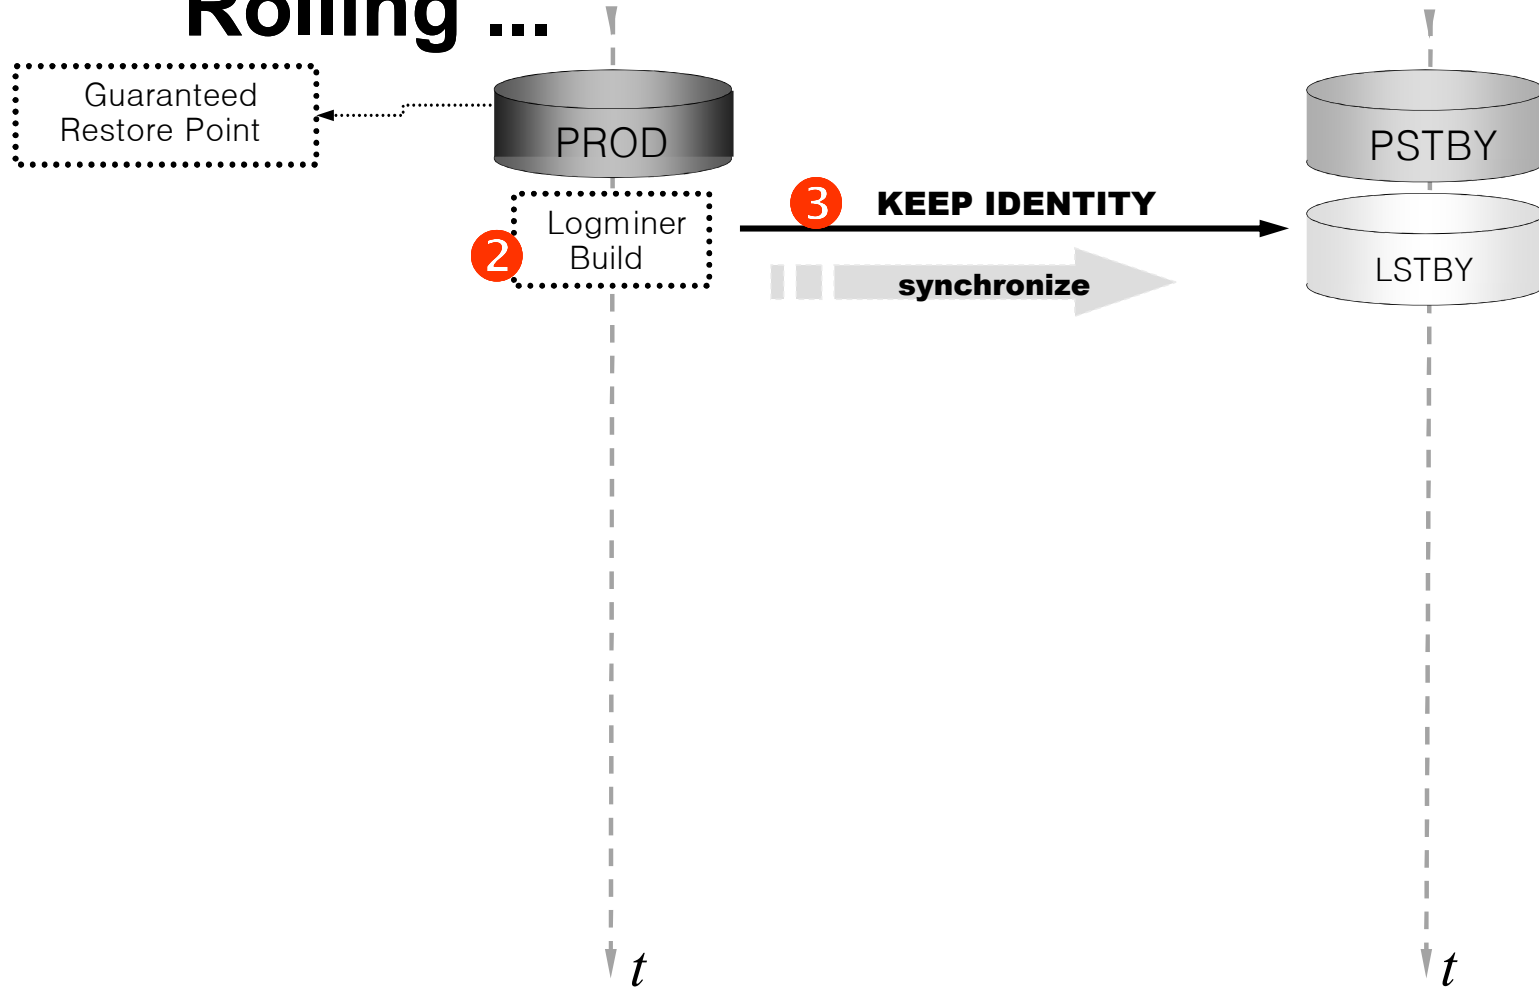 Rolling ...
Guaranteed
Restore Point
PROD
PSTBY
3
KEEP IDENTITY
Logminer
Build
2
synchronize
LSTBY
t
t